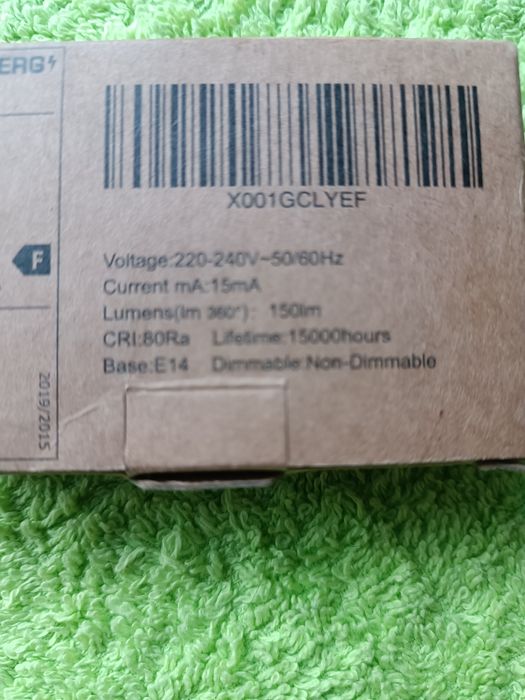 ERG
X001GCLYEF
Voltage:220-240V~50/60Hz
Current mA:15mA
Lumens(lm 360°): 150lm
CRI:80Ra Lifetime:15000hours
Base:E14 Dimmable:Non-Dimmable
F
2019/2015